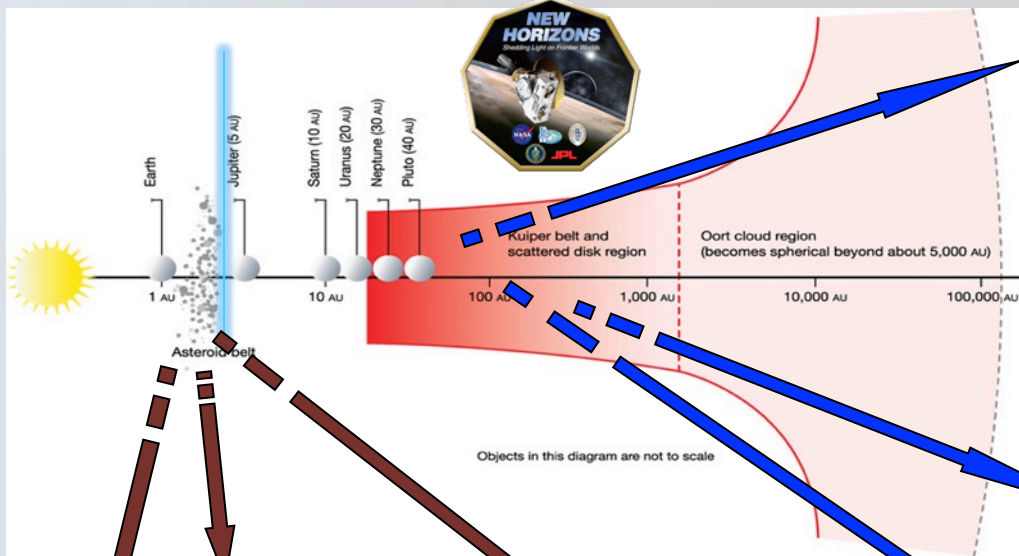 NEW
HORIZONS
Shedding Light on Frontier Worlds
NASA
JPL
Earth
Jupiter (5 AU)
Saturn (10 AU)
Uranus (20 AU)
Neptune (30 AU)
Pluto (40 AU)
Kuiper belt and
scattered disk region
Oort cloud region
(becomes spherical beyond about 5,000 AU)
1 AU
10 AU
100 AU
1,000 AU
10,000 AU
100,000 AU
Asteroid belt
Objects in this diagram are not to scale